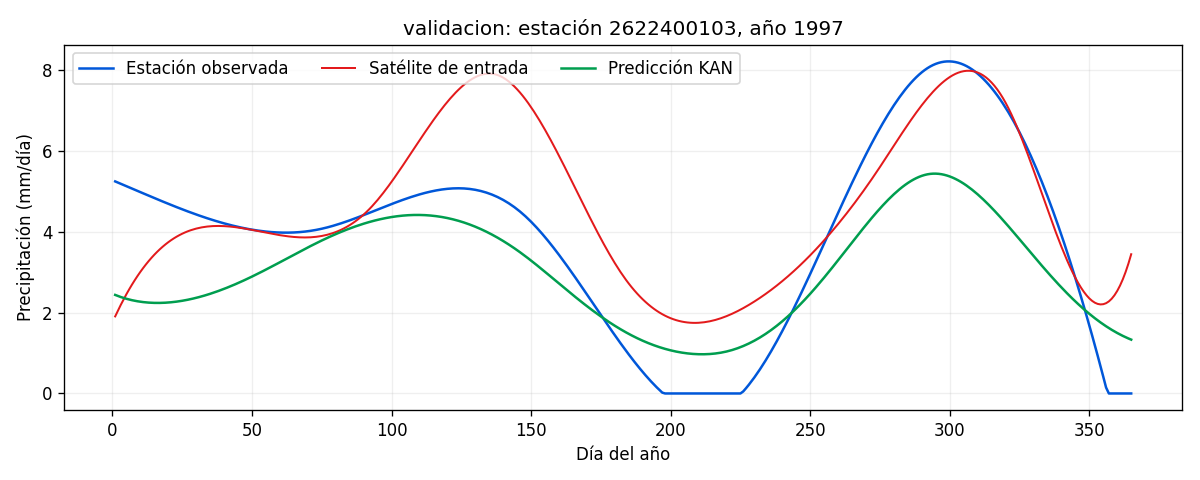 validacion: estación 2622400103, año 1997
Estación observada
Satélite de entrada
Predicción KAN
Precipitación (mm/día)
8
6
4
2
0
0 50 100 150 200 250 300 350
Día del año